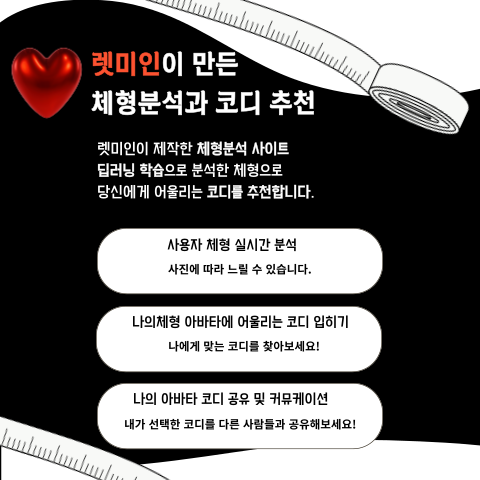 렛미인이 만든
체형분석과 코디 추천
렛미인이 제작한 체형분석 사이트
딥러닝 학습으로 분석한 체형으로
당신에게 어울리는 코디를 추천합니다.
사용자 체형 실시간 분석
사진에 따라 느릴 수 있습니다.
나의체형 아바타에 어울리는 코디 입히기
나에게 맞는 코디를 찾아보세요!
나의 아바타 코디 공유 및 커뮤케이션
내가 선택한 코디를 다른 사람들과 공유해보세요!